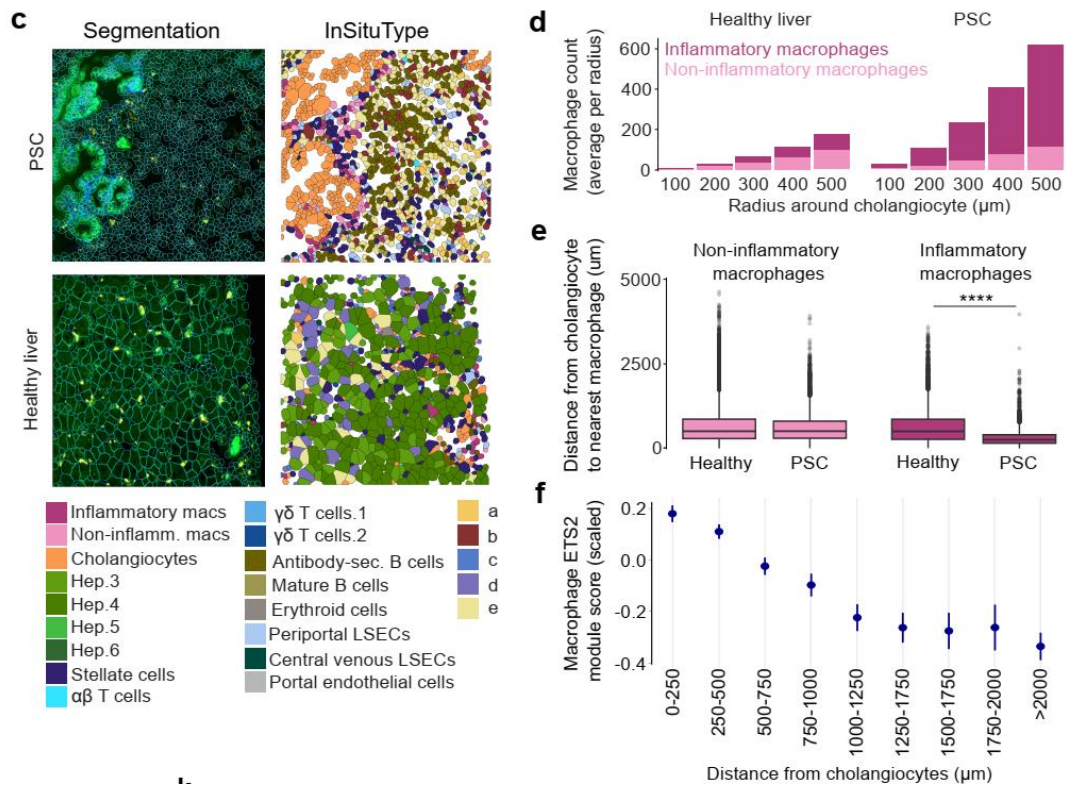 c
Segmentation
InSituType
PSC
Healthy liver
Inflammatory macs
Non-inflamm. macs
Cholangiocytes
Hep.3
Hep.4
Hep.5
Hep.6
Stellate cells
αβ T cells
γδ T cells.1
γδ T cells.2
Antibody-sec. B cells
Mature B cells
Erythroid cells
Periportal LSECs
Central venous LSECs
Portal endothelial cells
a
b
c
d
e
d
Healthy liver
PSC
Inflammatory macrophages
Non-inflammatory macrophages
Macrophage count
(average per radius)
600
400
200
0
100 200 300 400 500
100 200 300 400 500
Radius around cholangiocyte (µm)
e
Non-inflammatory
macrophages
Inflammatory
macrophages
****
Distance from cholangiocyte
to nearest macrophage (um)
5000
2500
0
Healthy
PSC
Healthy
PSC
f
Macrophage ETS2
module score (scaled)
0.2
0.0
-0.2
-0.4
0-250
250-500
500-750
750-1000
1000-1250
1250-1750
1500-1750
1750-2000
>2000
Distance from cholangiocytes (µm)